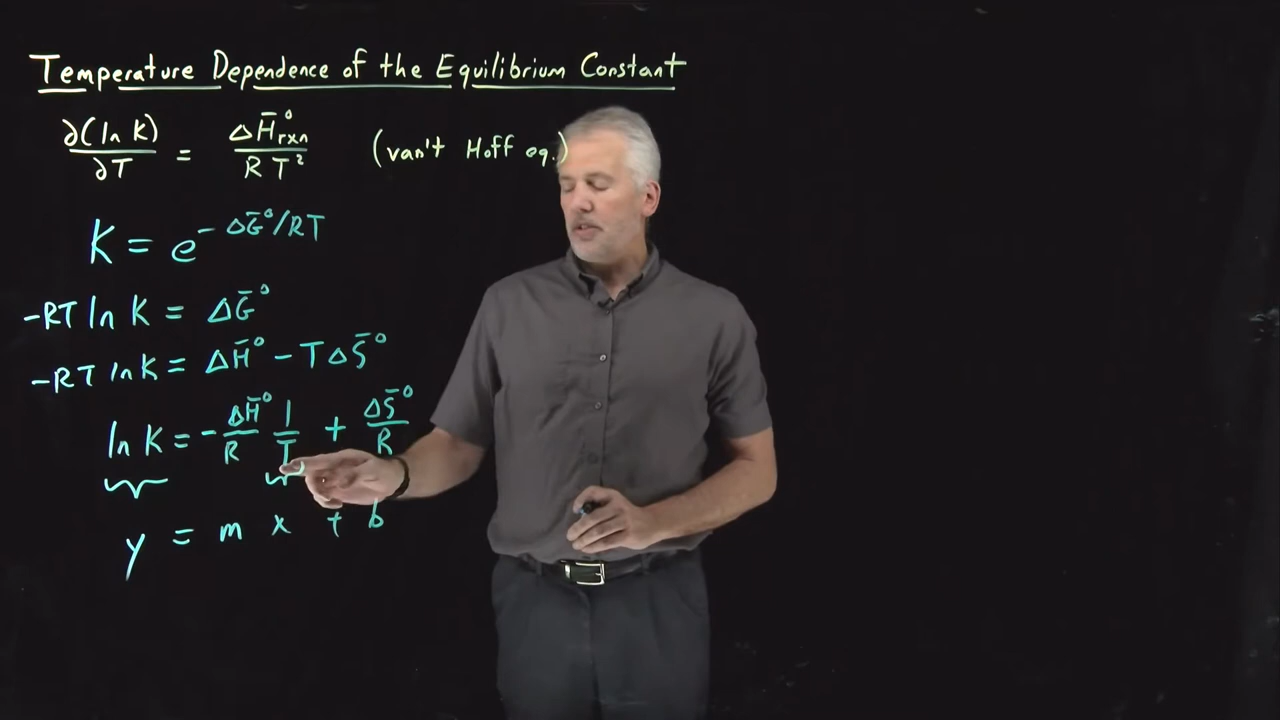 Temperature Dependence of the Equilibrium Constant
∂(ln K)/∂T = ΔH̄°rxn/RT² (van't Hoff eq.)
K = e^(-ΔḠ°/RT)
-RT ln K = ΔḠ°
-RT ln K = ΔH̄° - TΔS̄°
ln K = -ΔH̄°/R 1/T + ΔS̄°/R
y = m x + b